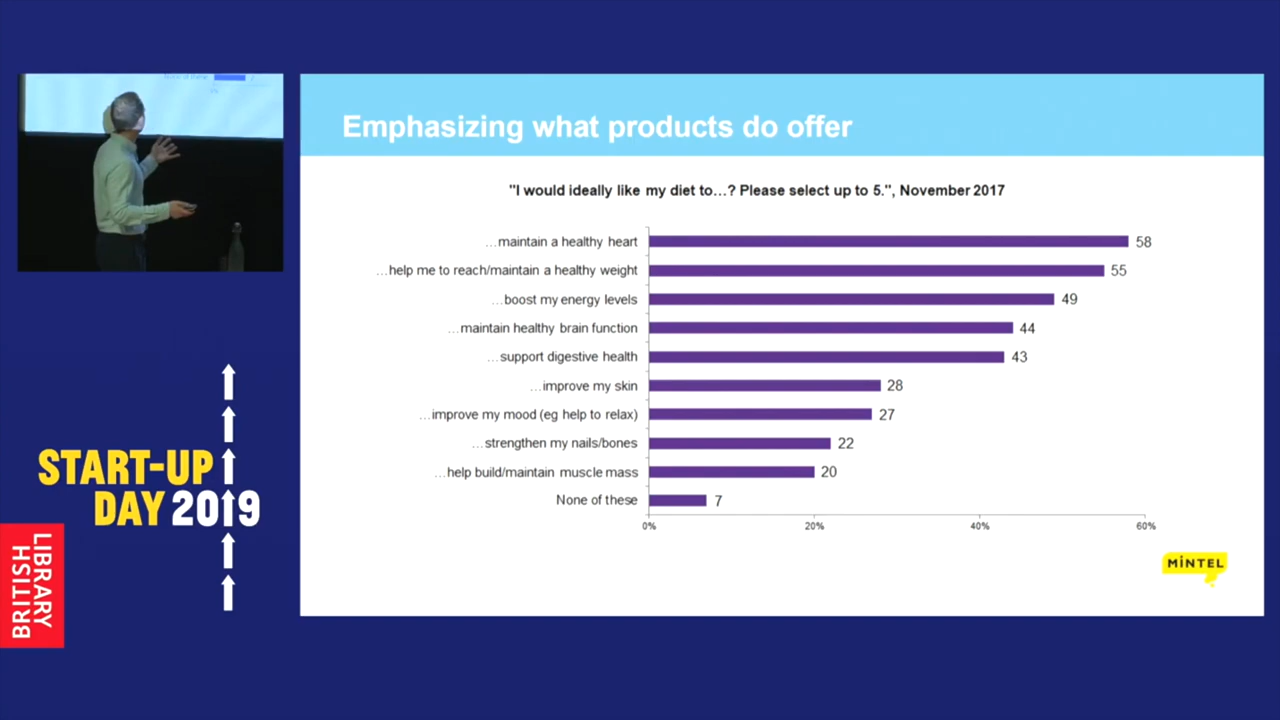 Emphasizing what products do offer
"I would ideally like my diet to…? Please select up to 5.", November 2017
…maintain a healthy heart 58
…help me to reach/maintain a healthy weight 55
…boost my energy levels 49
…maintain healthy brain function 44
…support digestive health 43
…improve my skin 28
…improve my mood (eg help to relax) 27
…strengthen my nails/bones 22
…help build/maintain muscle mass 20
None of these 7
0% 20% 40% 60%
MiNTEL
START-UP
DAY 2019
LIBRARY
BRITISH